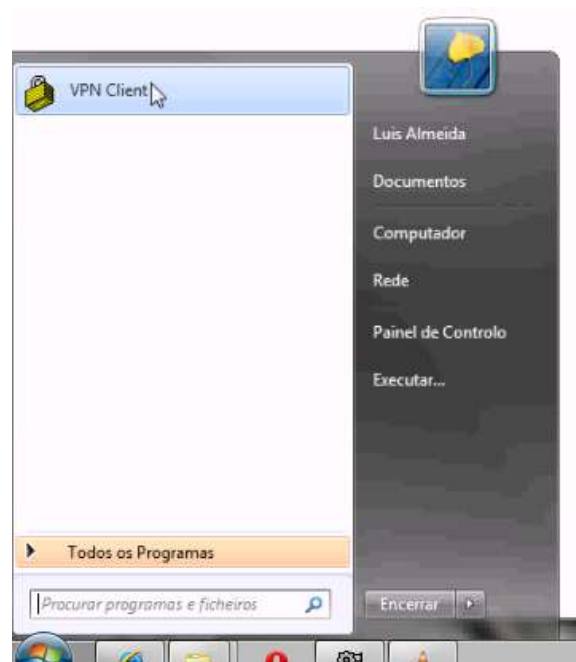 VPN Client
Luis Almeida
Documentos
Computador
Rede
Painel de Controlo
Executar...
Todos os Programas
Procurar programas e ficheiros
Encerrar